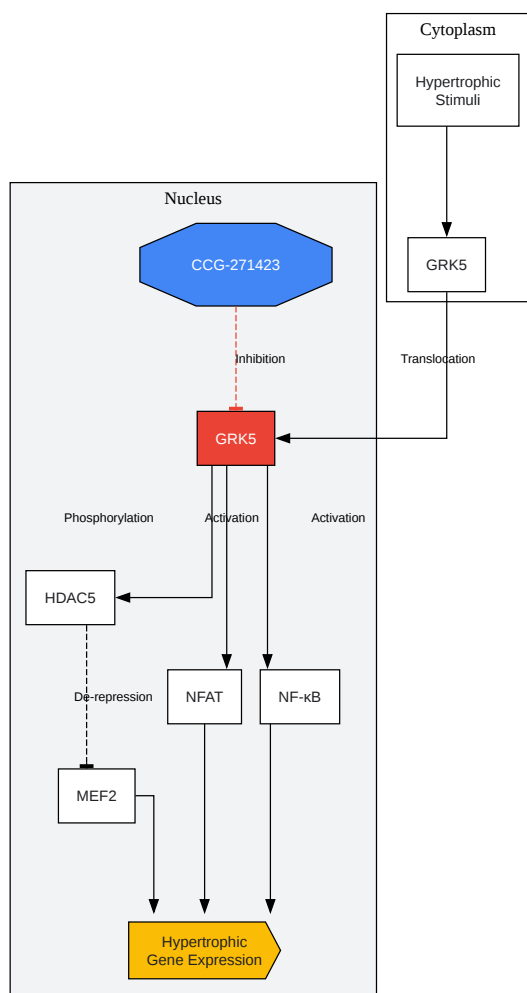 Cytoplasm
Hypertrophic
Stimuli
GRK5
Translocation
Nucleus
CCG-271423
Inhibition
GRK5
Phosphorylation
Activation
Activation
HDAC5
De-repression
NFAT
NF-κB
MEF2
Hypertrophic
Gene Expression